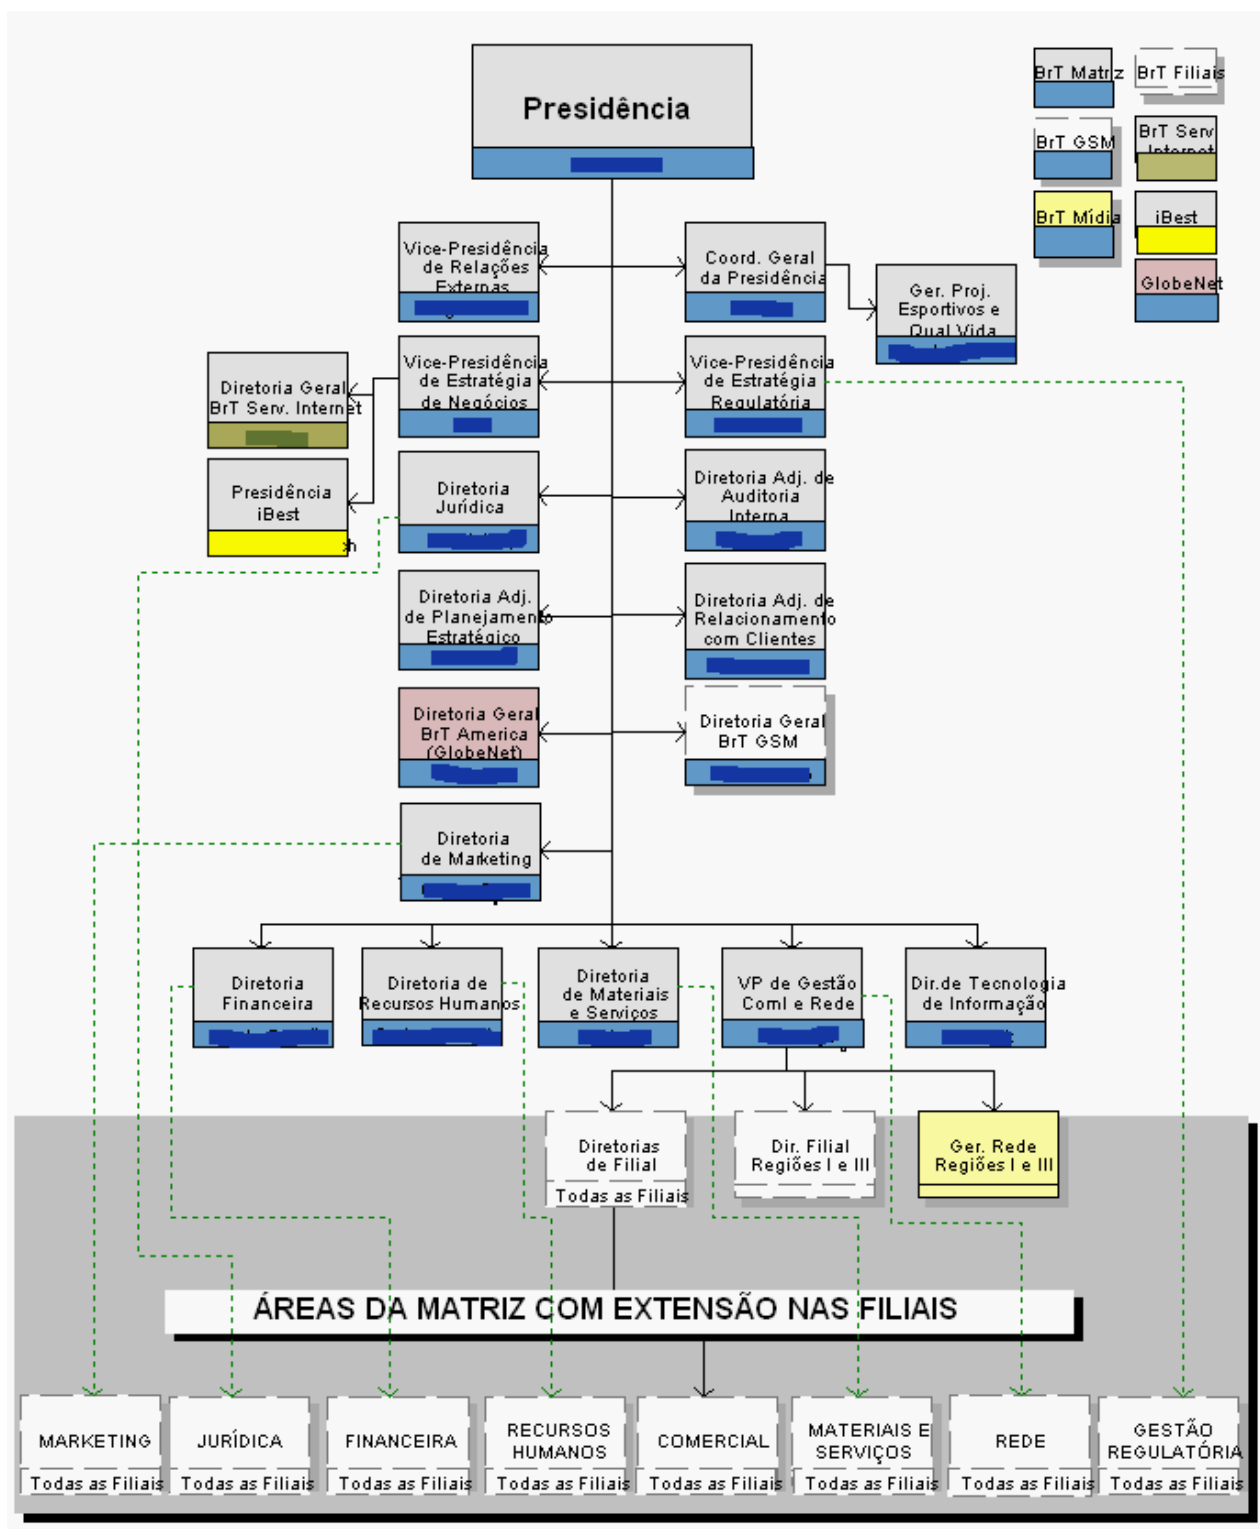 Presidência
BrT Matriz
BrT Filiais
BrT GSM
BrT Serv
Internet
BrT Mídia
iBest
GlobeNet
Vice-Presidência
de Relações
Externas
Coord. Geral
da Presidência
Ger. Proj.
Esportivos e
Qual Vida
Diretoria Geral
BrT Serv. Internet
Vice-Presidência
de Estratégia
de Negócios
Vice-Presidência
de Estratégia
Regulatória
Presidência
iBest
Diretoria
Jurídica
Diretoria Adj. de
Auditoria
Interna
Diretoria Adj.
de Planejamento
Estratégico
Diretoria Adj. de
Relacionamento
com Clientes
Diretoria Geral
BrT America
(GlobeNet)
Diretoria Geral
BrT GSM
Diretoria
de Marketing
Diretoria
Financeira
Diretoria de
Recursos Humanos
Diretoria
de Materiais
e Serviços
VP de Gestão
Coml e Rede
Dir.de Tecnologia
de Informação
Diretorias
de Filial
Todas as Filiais
Dir. Filial
Regiões I e III
Ger. Rede
Regiões I e III
ÁREAS DA MATRIZ COM EXTENSÃO NAS FILIAIS
MARKETING
Todas as Filiais
JURÍDICA
Todas as Filiais
FINANCEIRA
Todas as Filiais
RECURSOS
HUMANOS
Todas as Filiais
COMERCIAL
Todas as Filiais
MATERIAIS E
SERVIÇOS
Todas as Filiais
REDE
Todas as Filiais
GESTÃO
REGULATÓRIA
Todas as Filiais